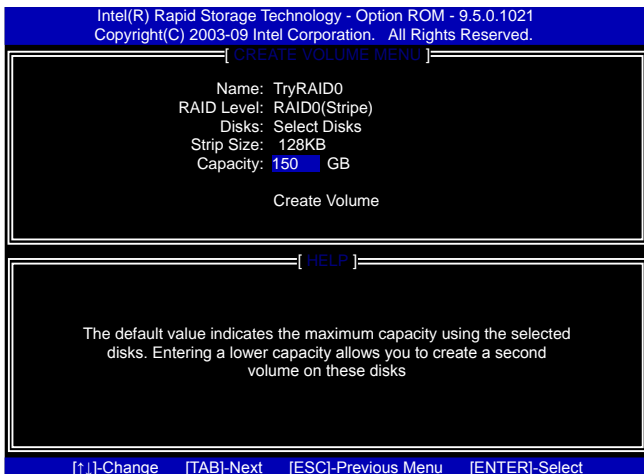 Intel(R) Rapid Storage Technology - Option ROM - 9.5.0.1021
Copyright(C) 2003-09 Intel Corporation. All Rights Reserved.
[ CREATE VOLUME MENU ]
Name: TryRAID0
RAID Level: RAID0(Stripe)
Disks: Select Disks
Strip Size: 128KB
Capacity: 150 GB
Create Volume
[ HELP ]
The default value indicates the maximum capacity using the selected
disks. Entering a lower capacity allows you to create a second
volume on these disks
[↑↓]-Change [TAB]-Next [ESC]-Previous Menu [ENTER]-Select